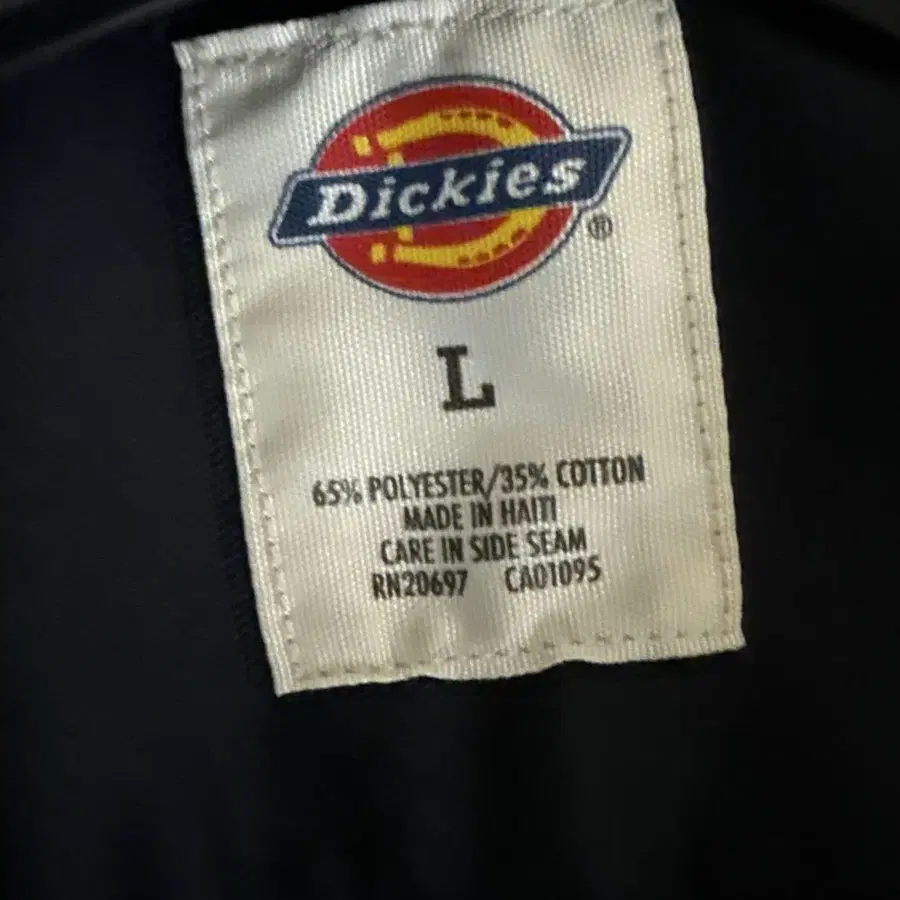 Dickies®
L
65% POLYESTER/35% COTTON
MADE IN HAITI
CARE IN SIDE SEAM
RN20697 CA01095